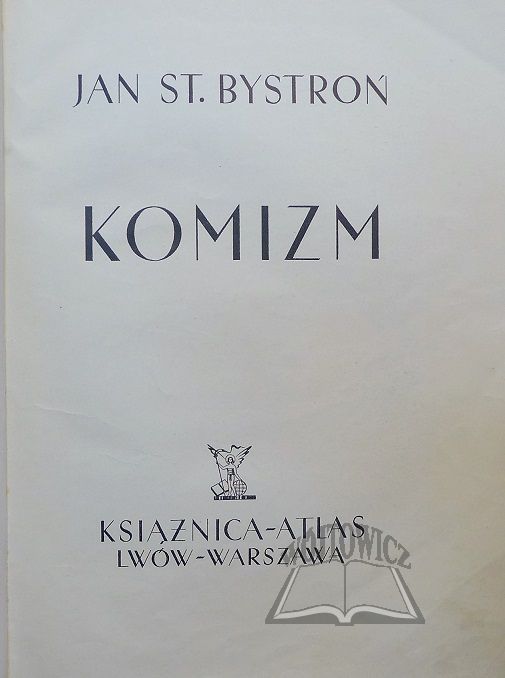 JAN ST. BYSTROŃ
KOMIZM
KSIĄŻNICA-ATLAS
LWÓW-WARSZAWA